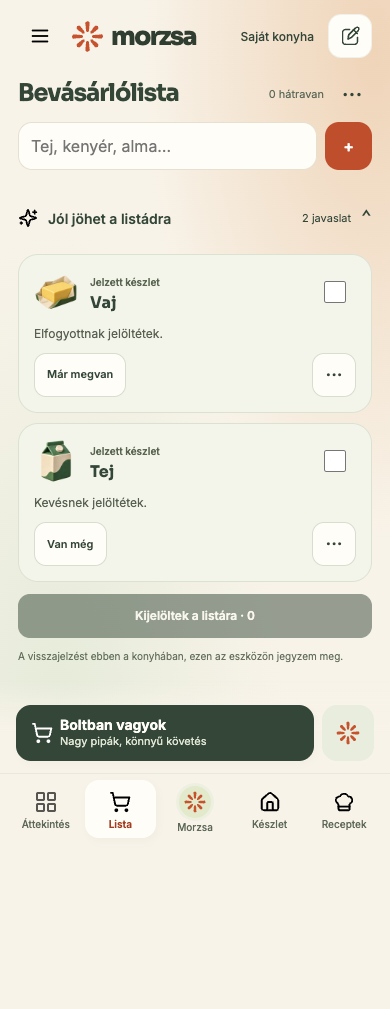 morzsa
Saját konyha
Bevásárlólista
0 hátravan
Tej, kenyér, alma...
+
Jól jöhet a listádra
2 javaslat
Jelzett készlet
Vaj
Elfogyottnak jelöltétek.
Már megvan
Jelzett készlet
Tej
Kevésnek jelöltétek.
Van még
Kijelöltek a listára · 0
A visszajelzést ebben a konyhában, ezen az eszközön jegyzem meg.
Boltban vagyok
Nagy pipák, könnyű követés
Áttekintés
Lista
Morzsa
Készlet
Receptek